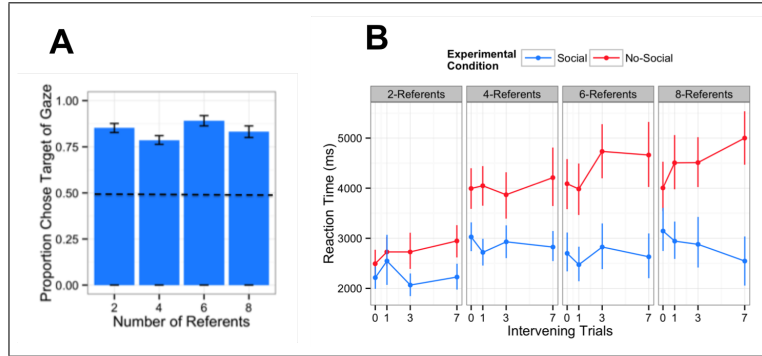 A
Proportion Chose Target of Gaze
1.00
0.75
0.50
0.25
0.00
2 4 6 8
Number of Referents
B
Experimental
Condition
Social No-Social
2-Referents 4-Referents 6-Referents 8-Referents
Reaction Time (ms)
5000
4000
3000
2000
0 1 3 7 0 1 3 7 0 1 3 7 0 1 3 7
Intervening Trials